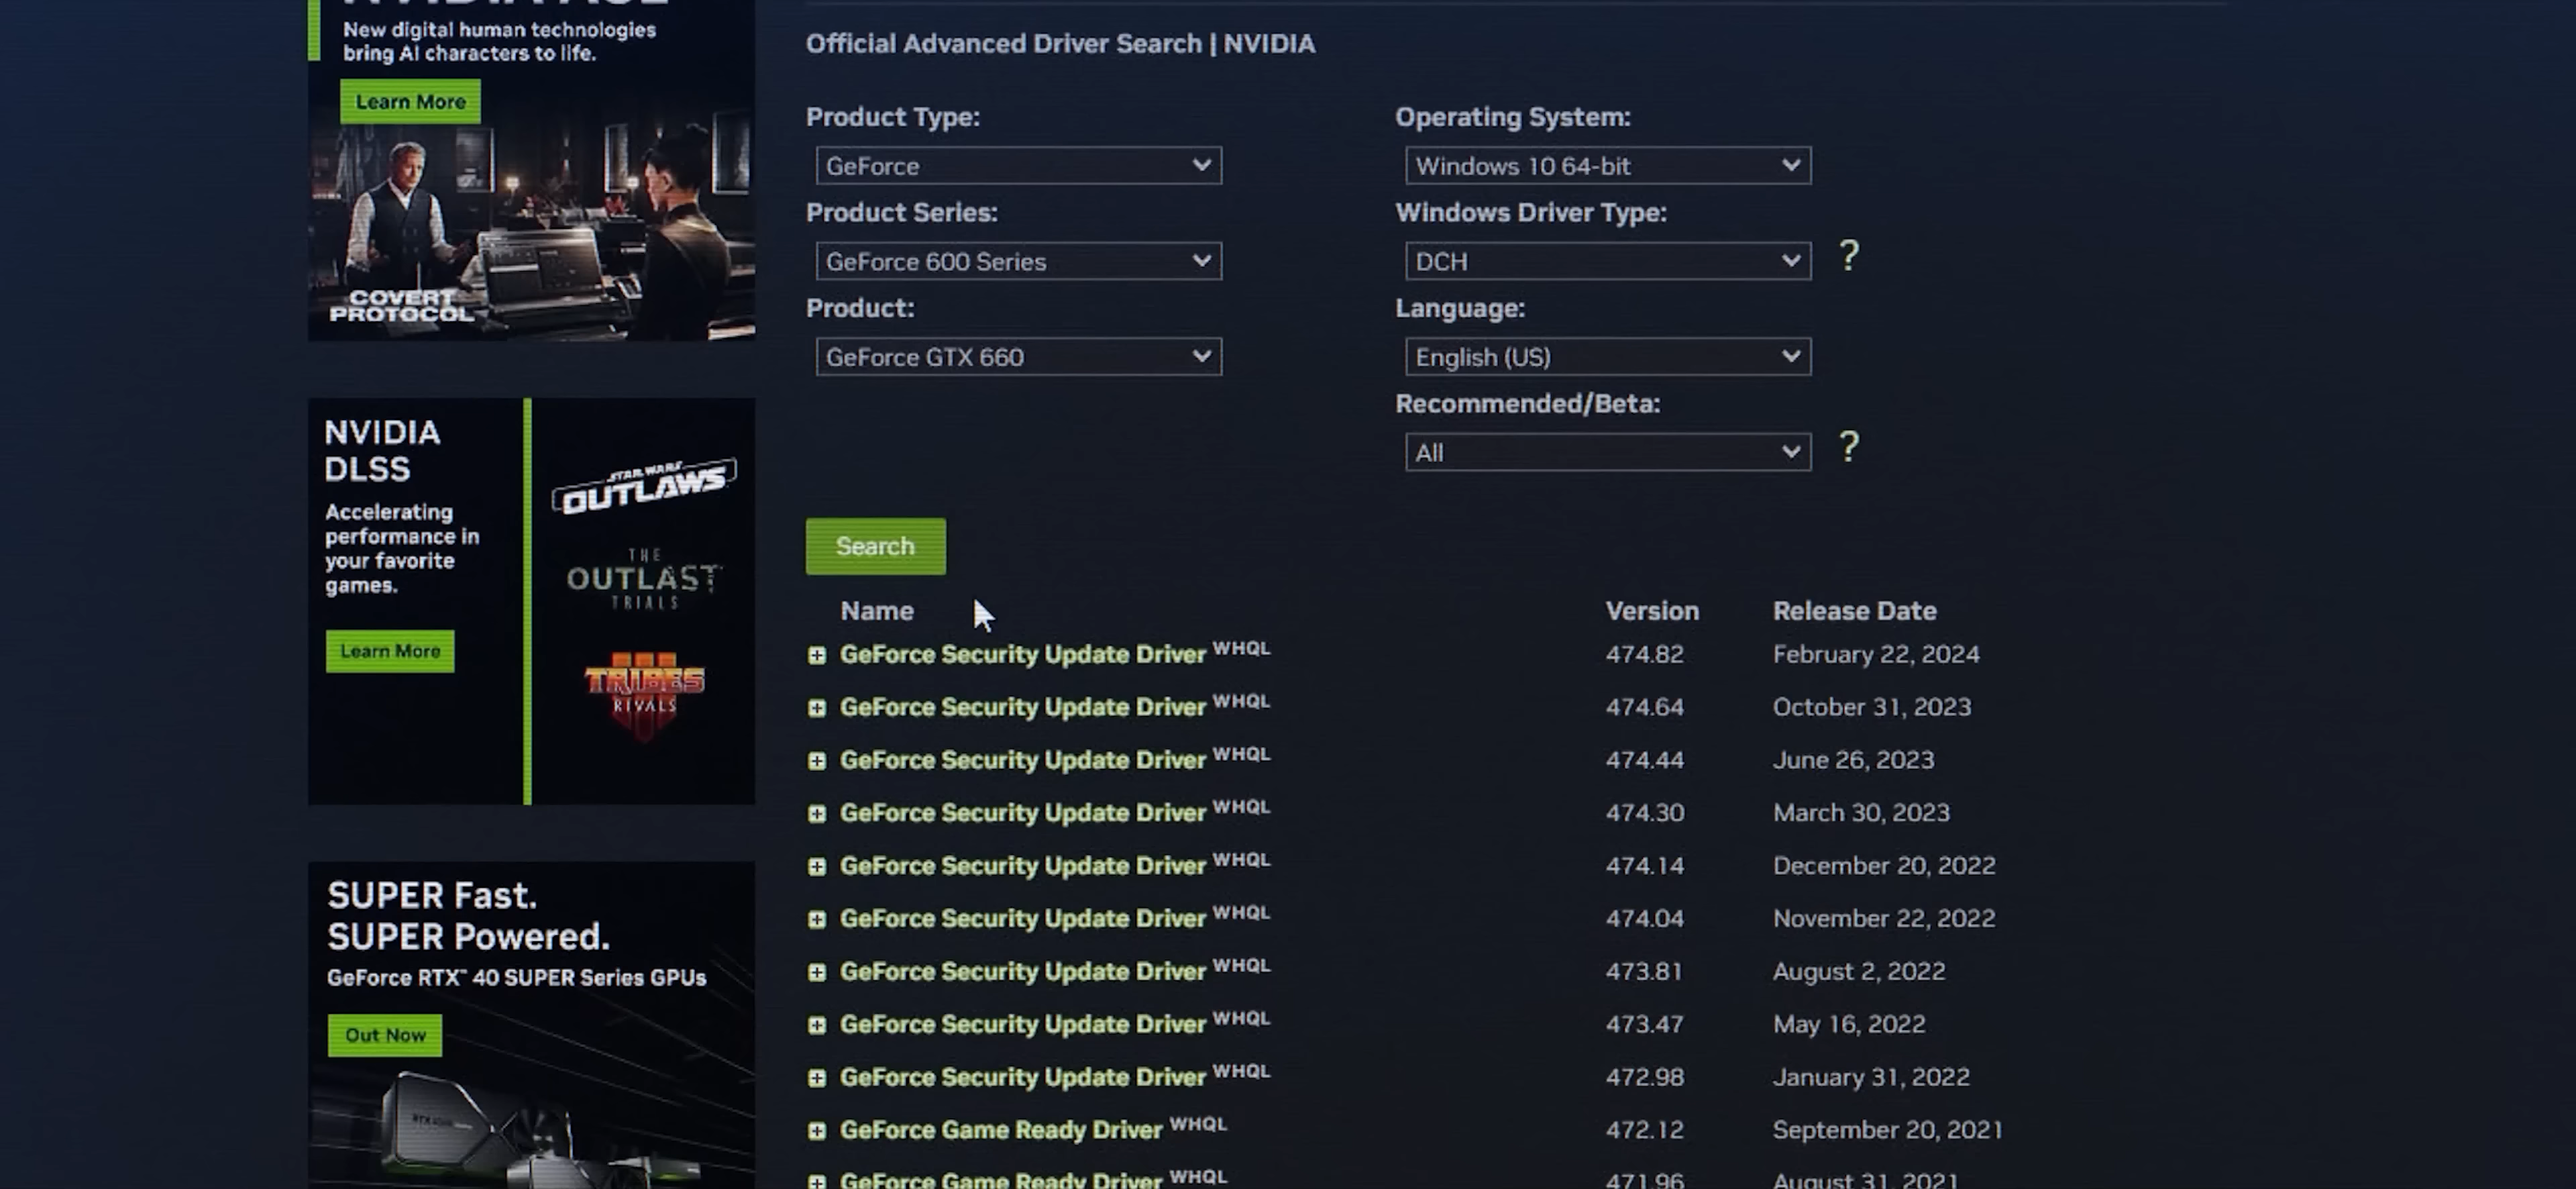 New digital human technologies
bring AI characters to life.
Learn More
COVERT
PROTOCOL
NVIDIA
DLSS
Accelerating
performance in
your favorite
games.
Learn More
STAR WARS
OUTLAWS
THE
OUTLAST
TRIALS
TRIBES
RIVALS
SUPER Fast.
SUPER Powered.
GeForce RTX™ 40 SUPER Series GPUs
Out Now
Official Advanced Driver Search | NVIDIA
Product Type:
GeForce
Product Series:
GeForce 600 Series
Product:
GeForce GTX 660
Operating System:
Windows 10 64-bit
Windows Driver Type:
DCH ?
Language:
English (US)
Recommended/Beta:
All ?
Search
Name Version Release Date
GeForce Security Update Driver WHQL 474.82 February 22, 2024
GeForce Security Update Driver WHQL 474.64 October 31, 2023
GeForce Security Update Driver WHQL 474.44 June 26, 2023
GeForce Security Update Driver WHQL 474.30 March 30, 2023
GeForce Security Update Driver WHQL 474.14 December 20, 2022
GeForce Security Update Driver WHQL 474.04 November 22, 2022
GeForce Security Update Driver WHQL 473.81 August 2, 2022
GeForce Security Update Driver WHQL 473.47 May 16, 2022
GeForce Security Update Driver WHQL 472.98 January 31, 2022
GeForce Game Ready Driver WHQL 472.12 September 20, 2021
GeForce Game Ready Driver WHQL 471.96 August 31, 2021